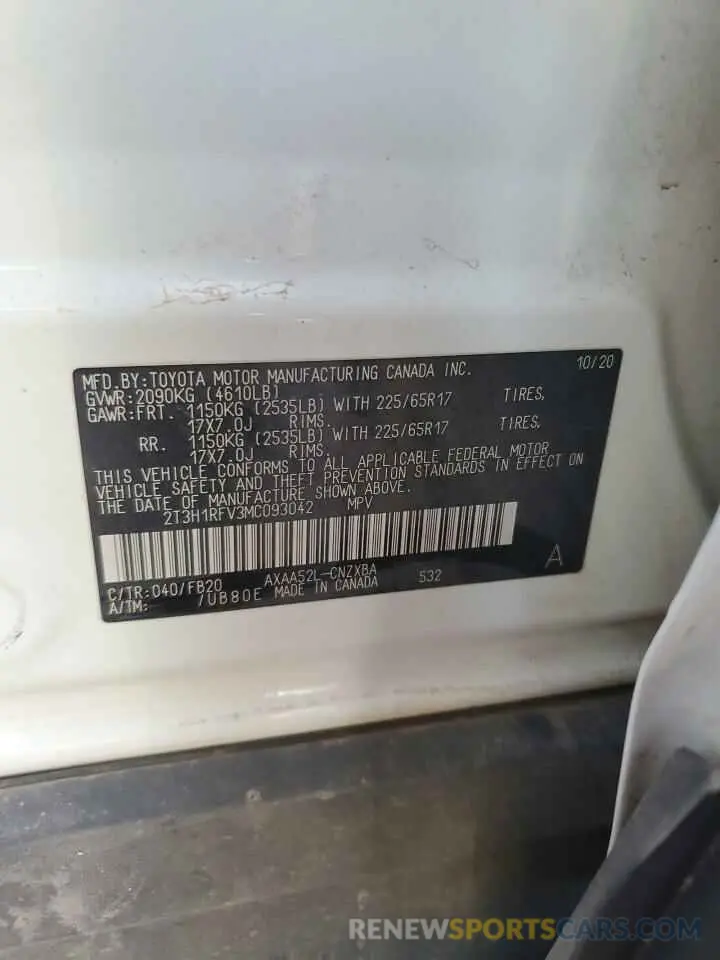 MFD.BY:TOYOTA MOTOR MANUFACTURING CANADA INC. 10/20
GVWR:2090KG (4610LB)
GAWR:FRT. 1150KG (2535LB) WITH 225/65R17 TIRES,
17X7.0J RIMS.
RR. 1150KG (2535LB) WITH 225/65R17 TIRES,
17X7.0J RIMS.
THIS VEHICLE CONFORMS TO ALL APPLICABLE FEDERAL MOTOR
VEHICLE SAFETY AND THEFT PREVENTION STANDARDS IN EFFECT ON
THE DATE OF MANUFACTURE SHOWN ABOVE.
2T3H1RFV3MC093042 MPV
A
C/TR:040/FB20 AXAA52L-CNZXBA 532
A/TM: /UB80E MADE IN CANADA
RENEWSPORTSCARS.COM